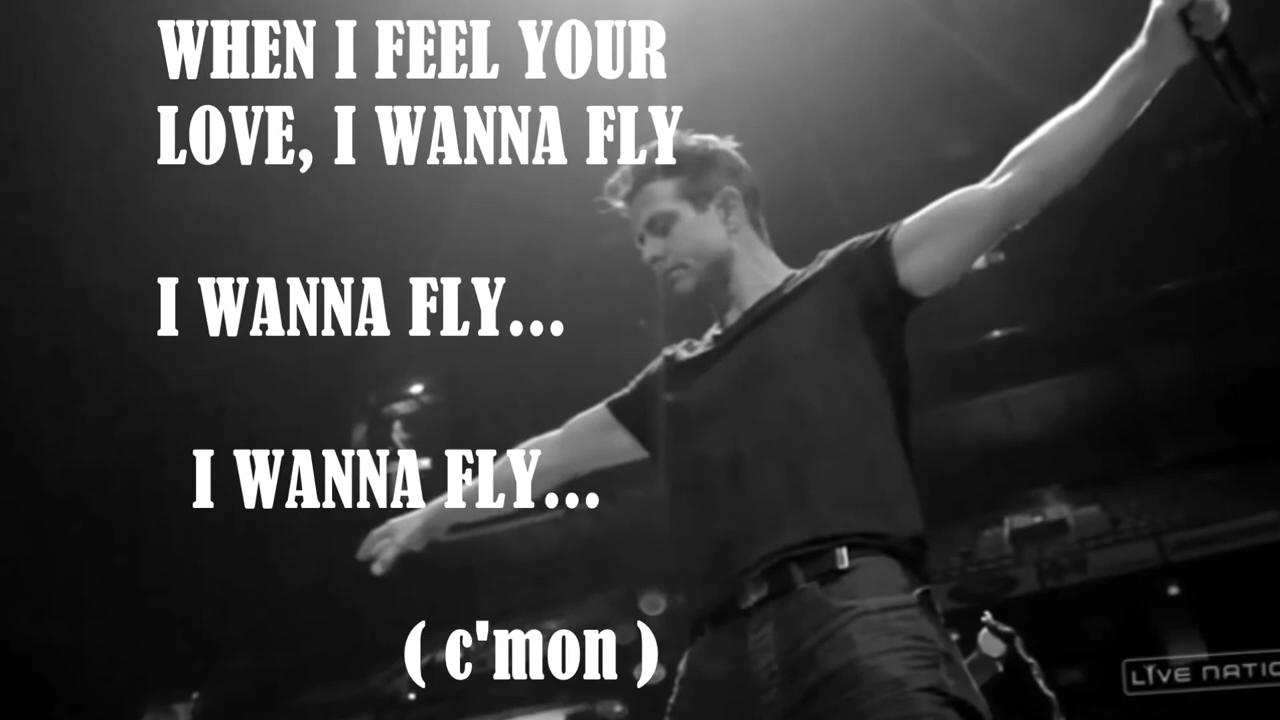 WHEN I FEEL YOUR
LOVE, I WANNA FLY
I WANNA FLY...
I WANNA FLY...
( c'mon )
LIVE NATIO